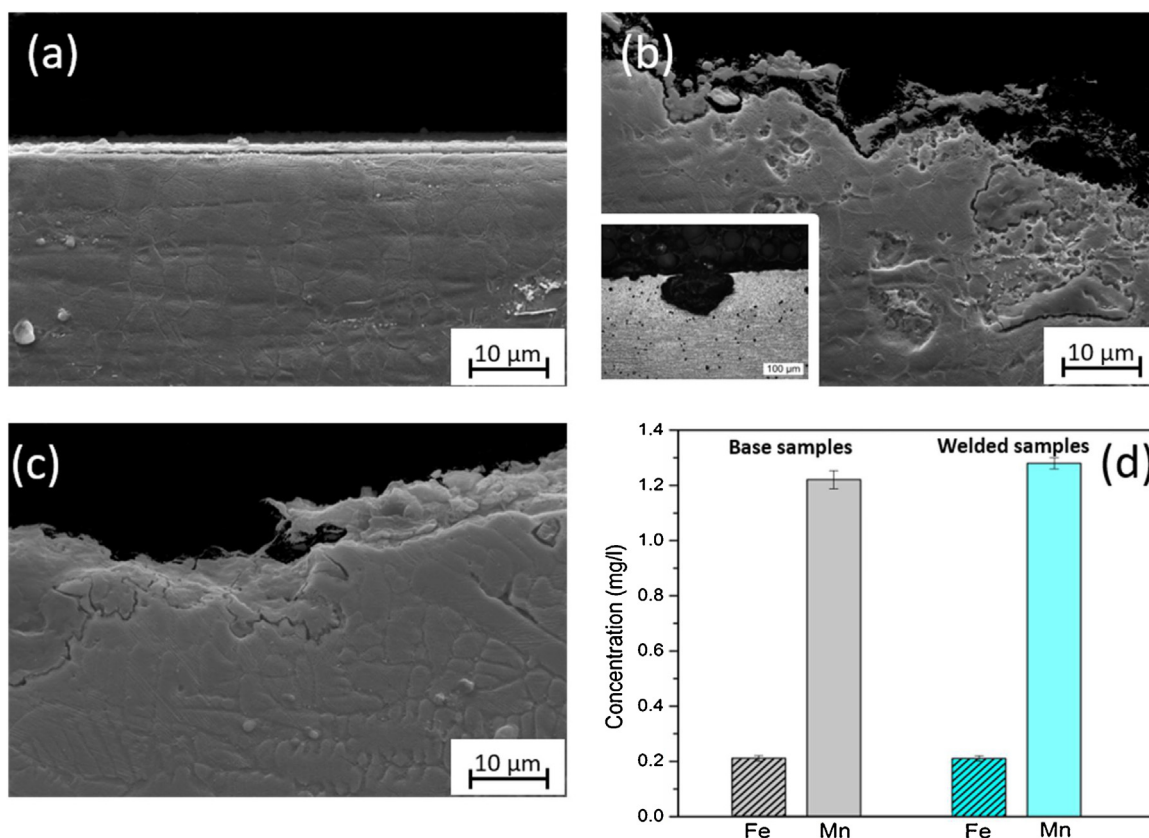 (a)
10 µm
(b)
100 µm
10 µm
(c)
10 µm
(d)
Base samples
Welded samples
Concentration (mg/l)
1.4
1.2
1.0
0.8
0.6
0.4
0.2
0.0
Fe Mn Fe Mn